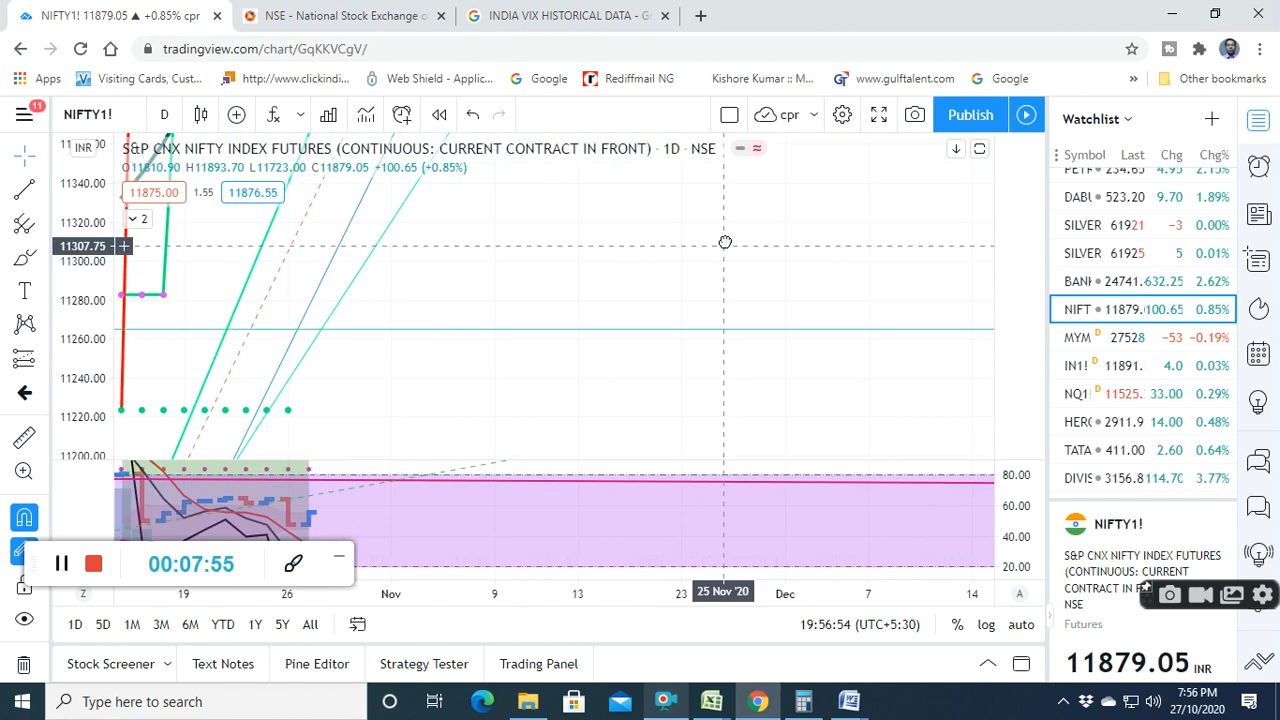 NIFTY1! 11879.05 ▲ +0.85% cpr
NSE - National Stock Exchange o
INDIA VIX HISTORICAL DATA - Go
tradingview.com/chart/GqKKVCgV/
Apps
Visiting Cards, Cust...
http://www.clickindi...
Web Shield - Applic...
Google
Rediffmail NG
Kishore Kumar :: M...
www.gulftalent.com
Google
»
Other bookmarks
11
NIFTY1!
D
cpr
Publish
Watchlist
INR
S&P CNX NIFTY INDEX FUTURES (CONTINUOUS: CURRENT CONTRACT IN FRONT) · 1D · NSE
O11810.90 H11893.70 L11723.00 C11879.05 +100.65 (+0.85%)
11875.00 1.55 11876.55
2
11340.00
11320.00
11307.75
11300.00
11280.00
11260.00
11240.00
11220.00
11200.00
80.00
60.00
40.00
20.00
Symbol Last Chg Chg%
PETR 234.65 4.95 2.15%
DABU 523.20 9.70 1.89%
SILVER 61921 −3 0.00%
SILVER 61925 5 0.01%
BANK 24741. 632.25 2.62%
NIFT 11879. 100.65 0.85%
MYM D 27528 −53 −0.19%
IN1! D 11891. 4.0 0.03%
NQ1 D 11525. 33.00 0.29%
HERO 2911.9 14.00 0.48%
TATA 411.00 2.60 0.64%
DIVIS 3156.8 114.70 3.77%
NIFTY1!
S&P CNX NIFTY INDEX FUTURES
(CONTINUOUS: CURRENT
CONTRACT IN F
NSE
Futures
11879.05 INR
00:07:55
Z 19 26 Nov 9 13 23 25 Nov '20 Dec 7 14 A
1D 5D 1M 3M 6M YTD 1Y 5Y All
19:56:54 (UTC+5:30) % log auto
Stock Screener
Text Notes
Pine Editor
Strategy Tester
Trading Panel
Type here to search
7:56 PM
27/10/2020